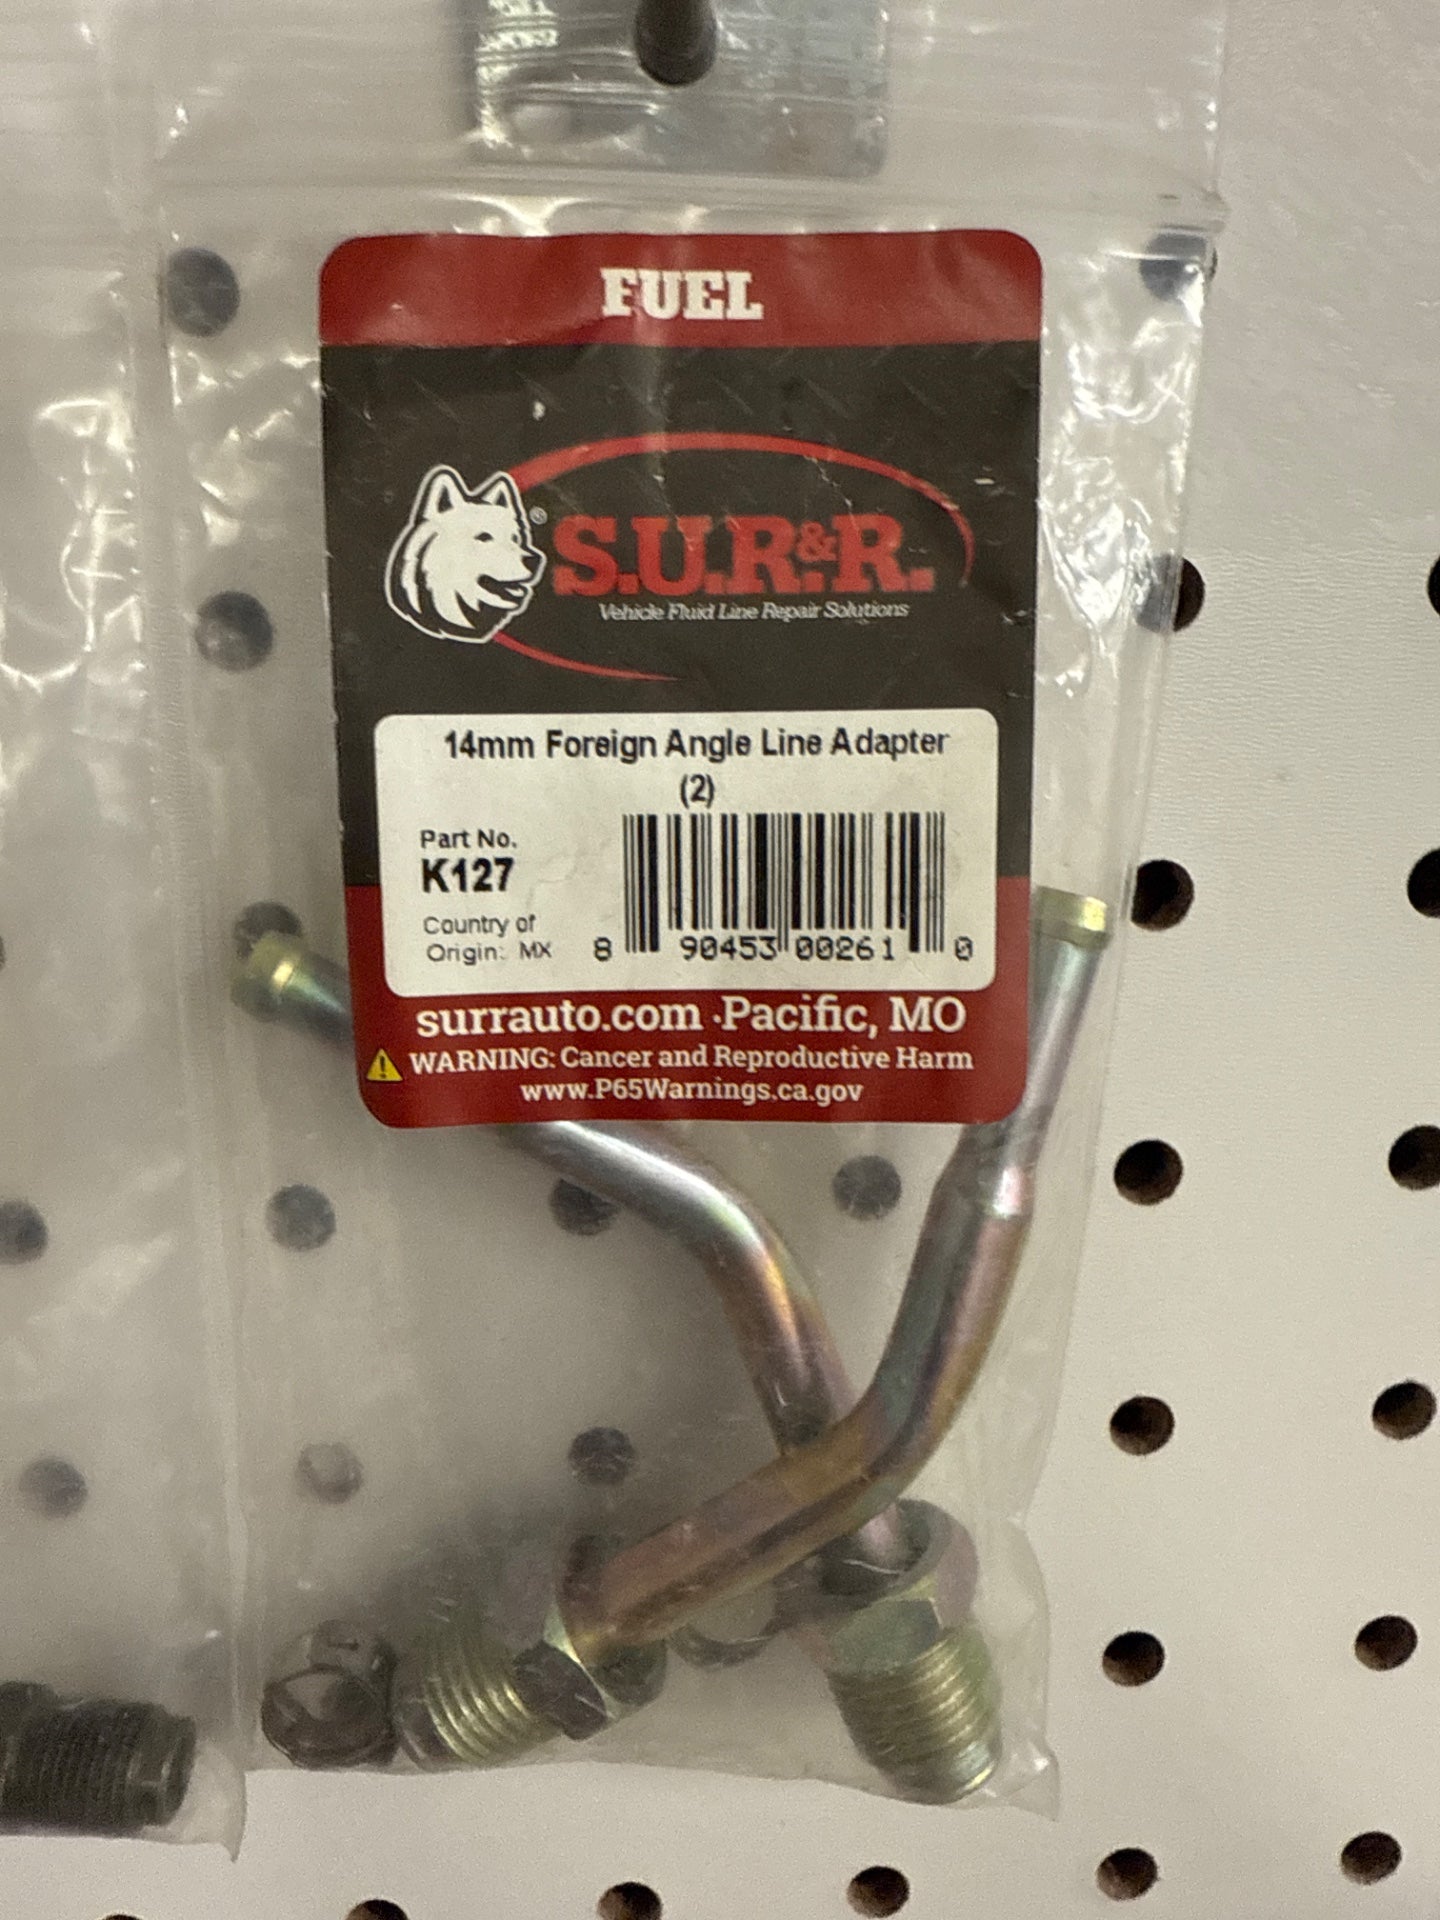 FUEL
S.U.R.&R.®
Vehicle Fluid Line Repair Solutions
14mm Foreign Angle Line Adapter
(2)
Part No.
K127
Country of
Origin: MX
8 90453 00261 0
surrauto.com · Pacific, MO
WARNING: Cancer and Reproductive Harm
www.P65Warnings.ca.gov